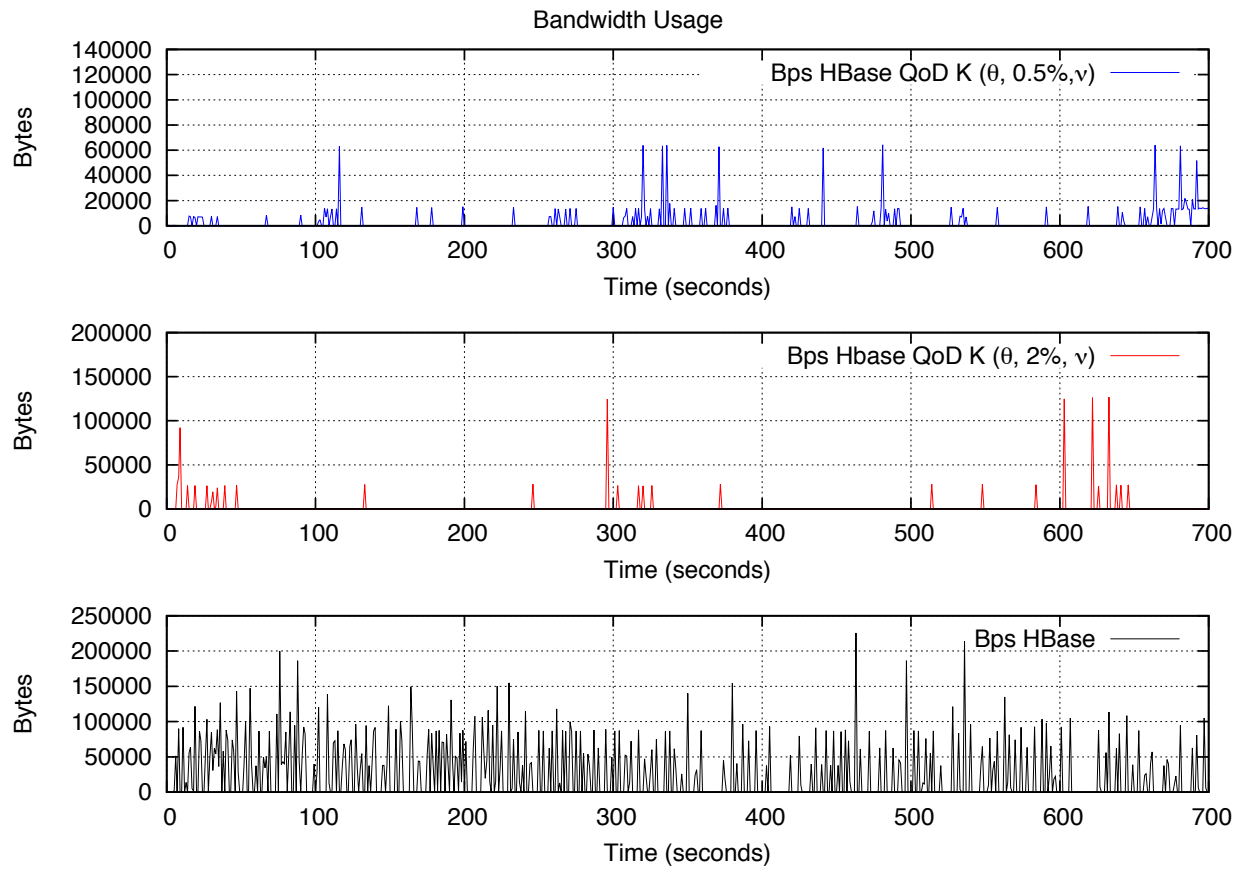 Bandwidth Usage
140000
120000
100000
80000
60000
40000
20000
0
Bytes
Bps HBase QoD K (θ, 0.5%,ν)
0 100 200 300 400 500 600 700
Time (seconds)
200000
150000
100000
50000
0
Bytes
Bps Hbase QoD K (θ, 2%, ν)
0 100 200 300 400 500 600 700
Time (seconds)
250000
200000
150000
100000
50000
0
Bytes
Bps HBase
0 100 200 300 400 500 600 700
Time (seconds)